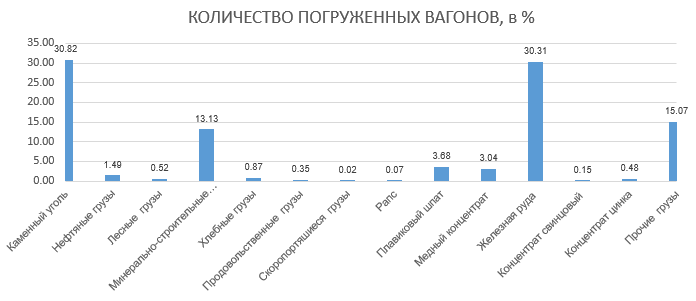 КОЛИЧЕСТВО ПОГРУЖЕННЫХ ВАГОНОВ, в %
35.00
30.00
25.00
20.00
15.00
10.00
5.00
0.00
30.82
1.49
0.52
13.13
0.87
0.35
0.02
0.07
3.68
3.04
30.31
0.15
0.48
15.07
Каменный уголь
Нефтяные грузы
Лесные грузы
Минерально-строительные...
Хлебные грузы
Продовольственные грузы
Скоропортяшиеся грузы
Рапс
Плавиковый шпат
Медный концентрат
Железная руда
Концентрат свинцовый
Концентрат цинка
Прочие грузы